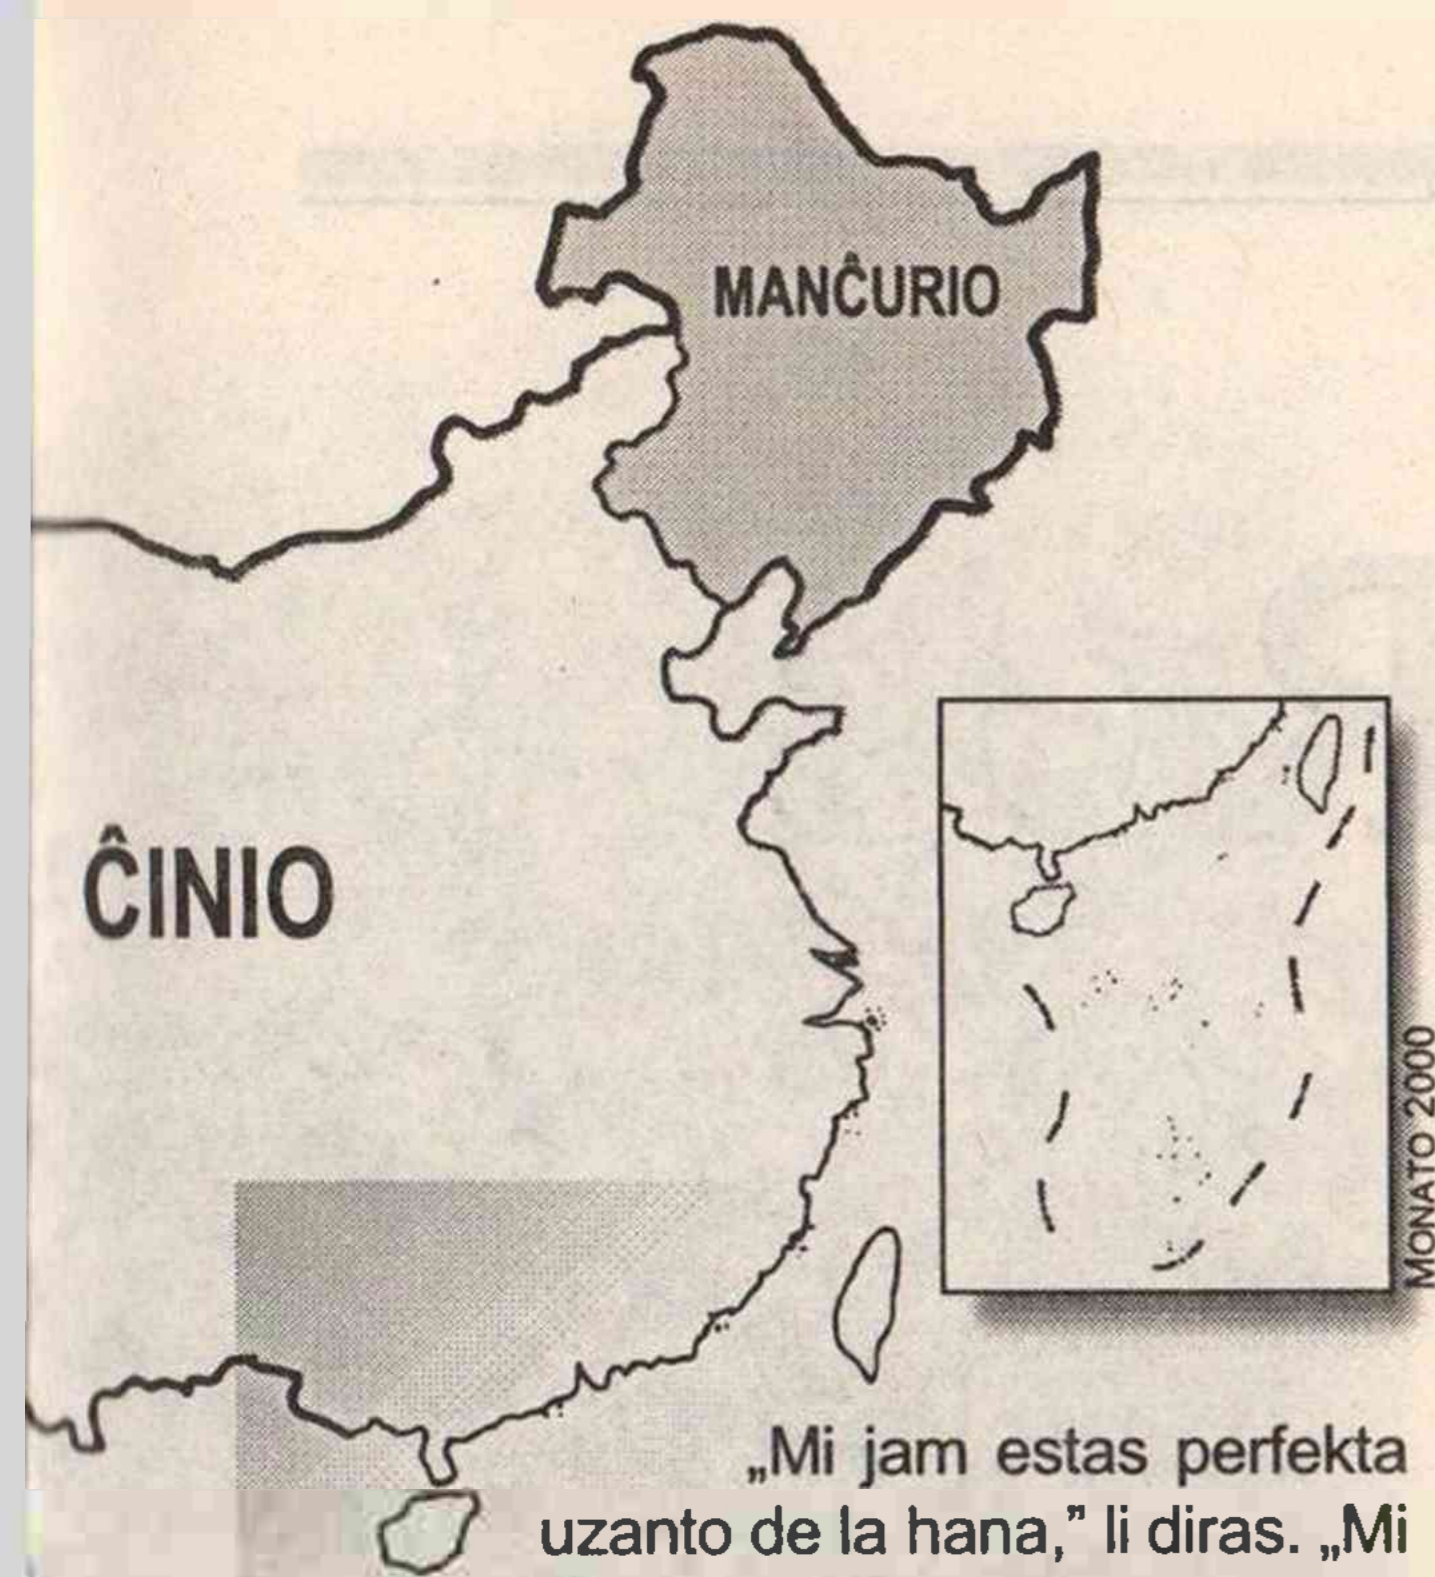 MANĈURIO
ĈINIO
MONATO 2000
„Mi jam estas perfekta
uzanto de la hana,” li diras. „Mi